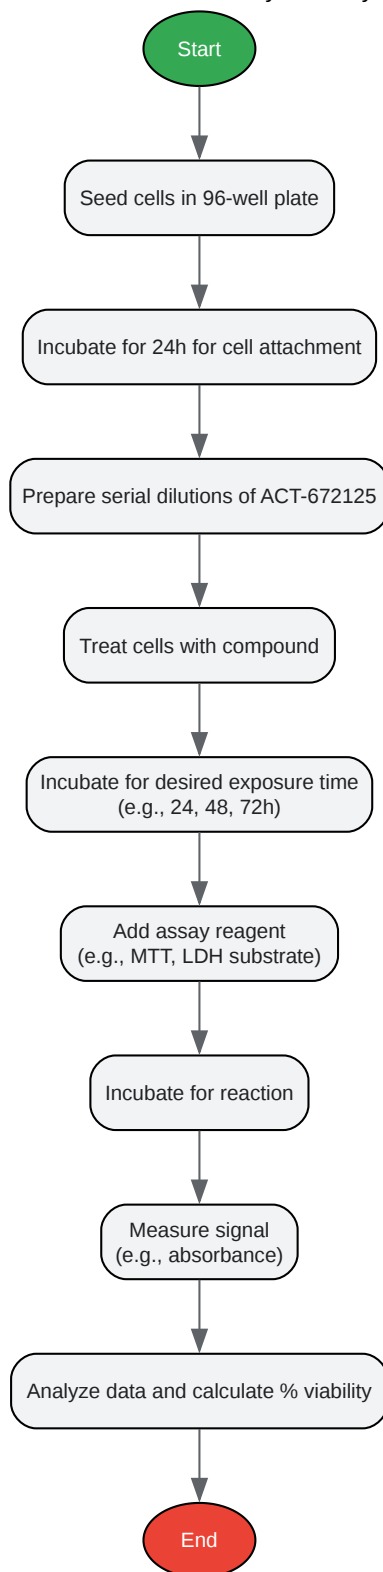 Start
Seed cells in 96-well plate
Incubate for 24h for cell attachment
Prepare serial dilutions of ACT-672125
Treat cells with compound
Incubate for desired exposure time
(e.g., 24, 48, 72h)
Add assay reagent
(e.g., MTT, LDH substrate)
Incubate for reaction
Measure signal
(e.g., absorbance)
Analyze data and calculate % viability
End